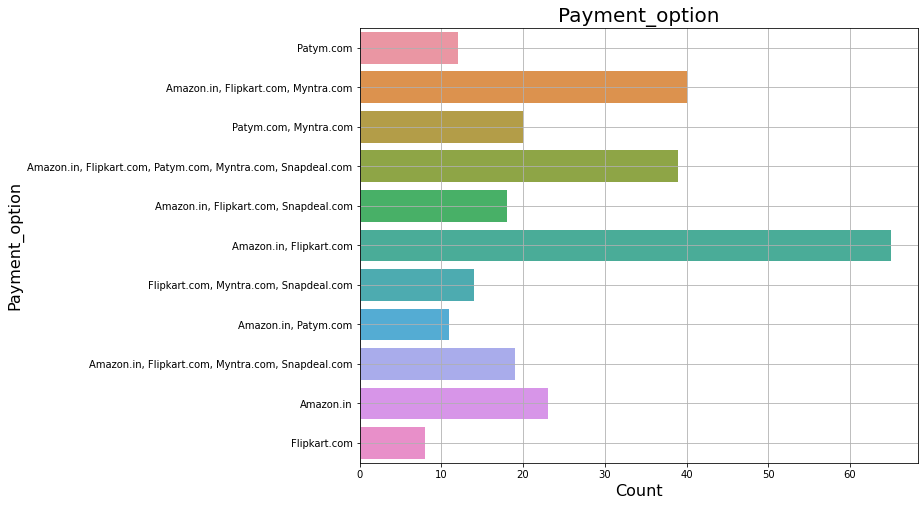 Payment_option
Patym.com
Amazon.in, Flipkart.com, Myntra.com
Patym.com, Myntra.com
Amazon.in, Flipkart.com, Patym.com, Myntra.com, Snapdeal.com
Amazon.in, Flipkart.com, Snapdeal.com
Amazon.in, Flipkart.com
Flipkart.com, Myntra.com, Snapdeal.com
Amazon.in, Patym.com
Amazon.in, Flipkart.com, Myntra.com, Snapdeal.com
Amazon.in
Flipkart.com
Payment_option
0 10 20 30 40 50 60
Count